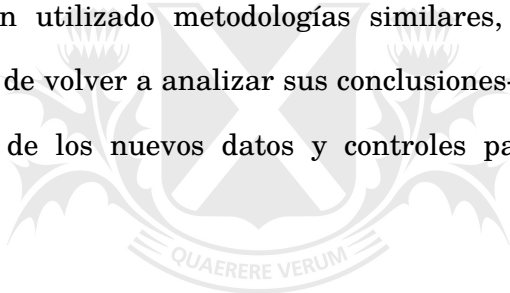 n utilizado metodologías similares,
de volver a analizar sus conclusiones-
de los nuevos datos y controles pa
QUAERERE VERUM